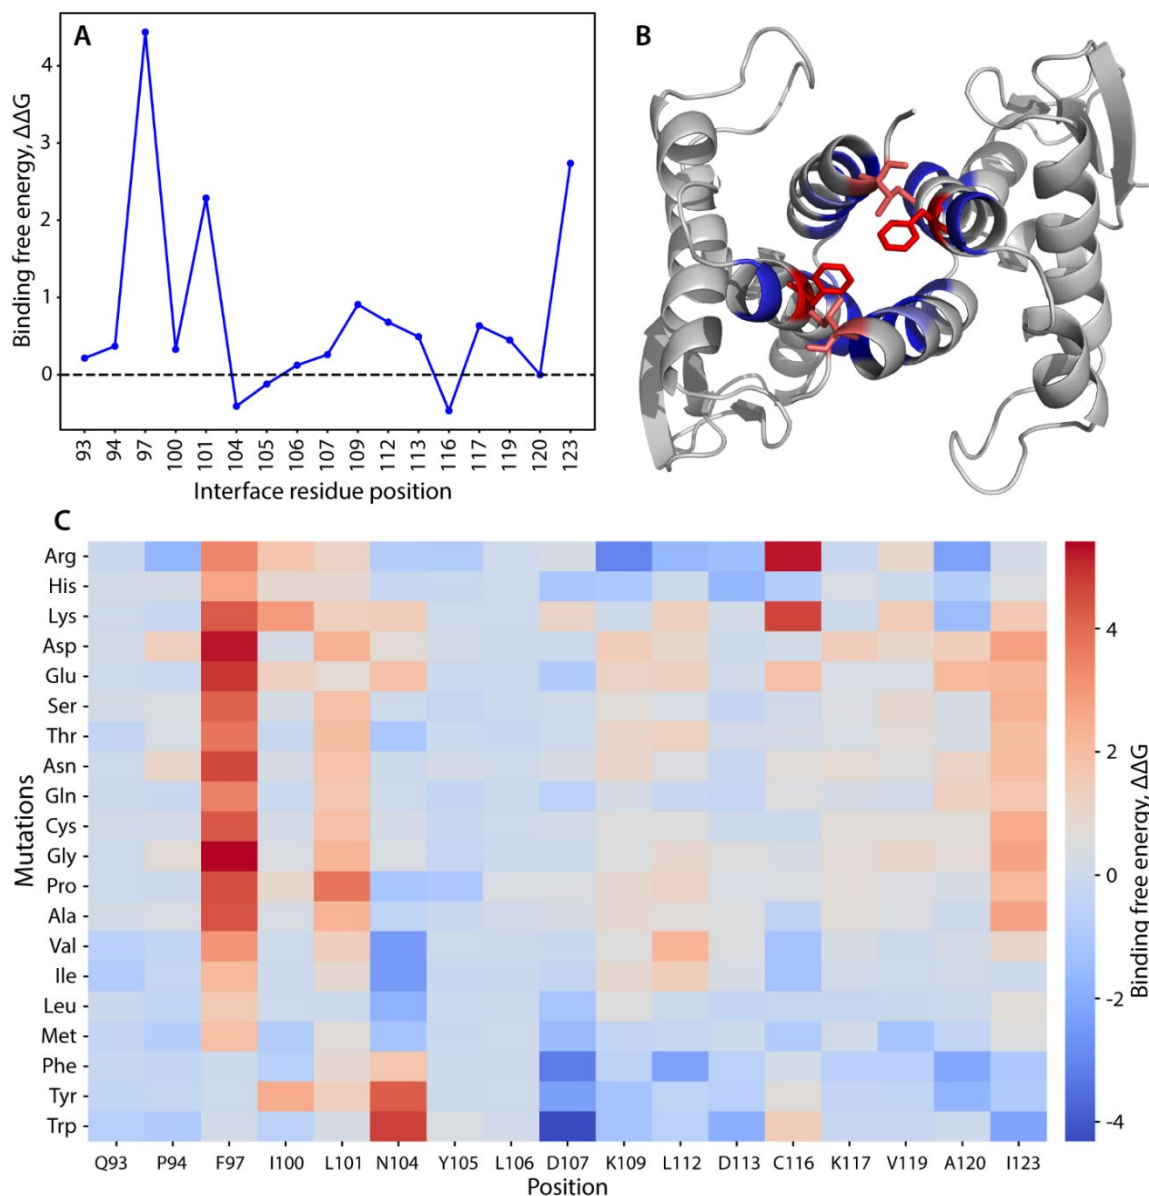 A
B
Binding free energy, ΔΔG
4
3
2
1
0
93
94
97
100
101
104
105
106
107
109
112
113
116
117
119
120
123
Interface residue position
C
Mutations
Arg
His
Lys
Asp
Glu
Ser
Thr
Asn
Gln
Cys
Gly
Pro
Ala
Val
Ile
Leu
Met
Phe
Tyr
Trp
Q93 P94 F97 I100 L101 N104 Y105 L106 D107 K109 L112 D113 C116 K117 V119 A120 I123
Position
4
2
0
-2
-4
Binding free energy, ΔΔG